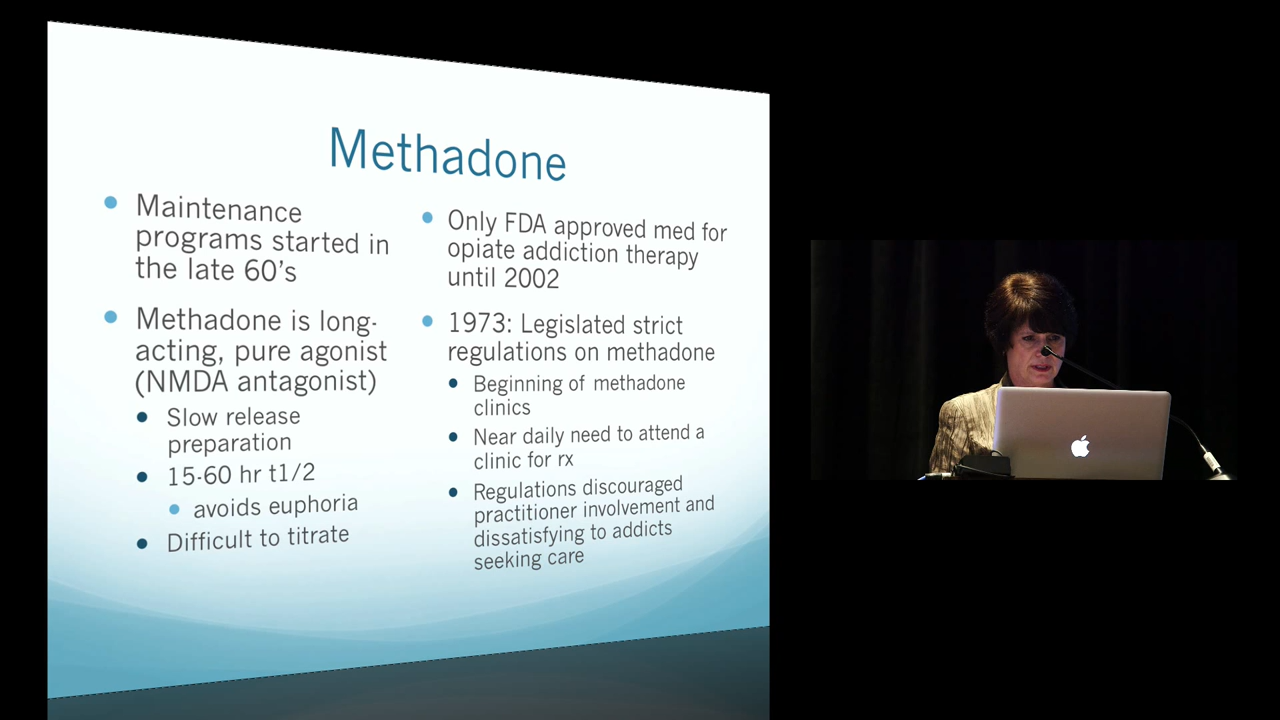 Methadone
Maintenance
programs started in
the late 60's
Methadone is long-
acting, pure agonist
(NMDA antagonist)
Slow release
preparation
15-60 hr t1/2
avoids euphoria
Difficult to titrate
Only FDA approved med for
opiate addiction therapy
until 2002
1973: Legislated strict
regulations on methadone
Beginning of methadone
clinics
Near daily need to attend a
clinic for rx
Regulations discouraged
practitioner involvement and
dissatisfying to addicts
seeking care